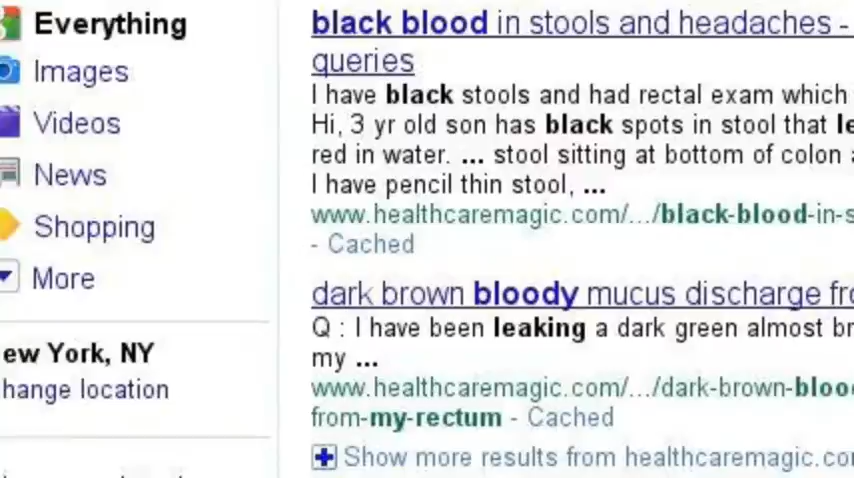 Everything
Images
Videos
News
Shopping
More
ew York, NY
hange location
black blood in stools and headaches -
queries
I have black stools and had rectal exam which
Hi, 3 yr old son has black spots in stool that le
red in water. ... stool sitting at bottom of colon a
I have pencil thin stool, ...
www.healthcaremagic.com/.../black-blood-in-s
- Cached
dark brown bloody mucus discharge fro
Q : I have been leaking a dark green almost br
my ...
www.healthcaremagic.com/.../dark-brown-blood
from-my-rectum - Cached
Show more results from healthcaremagic.com